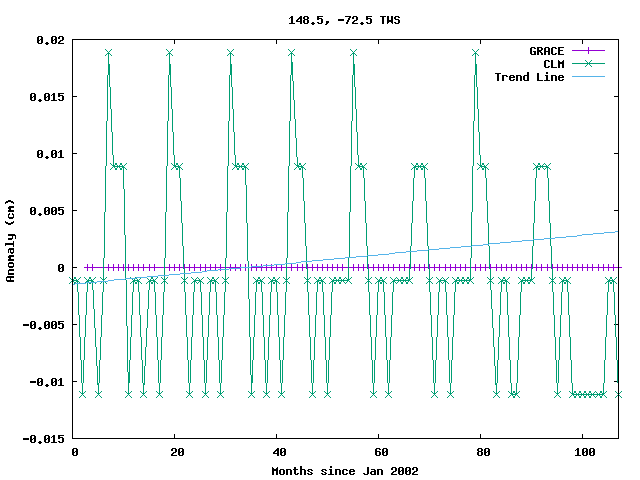 148.5, -72.5 TWS
GRACE
CLM
Trend Line
0.02
0.015
0.01
0.005
0
-0.005
-0.01
-0.015
Anomaly (cm)
0 20 40 60 80 100
Months since Jan 2002